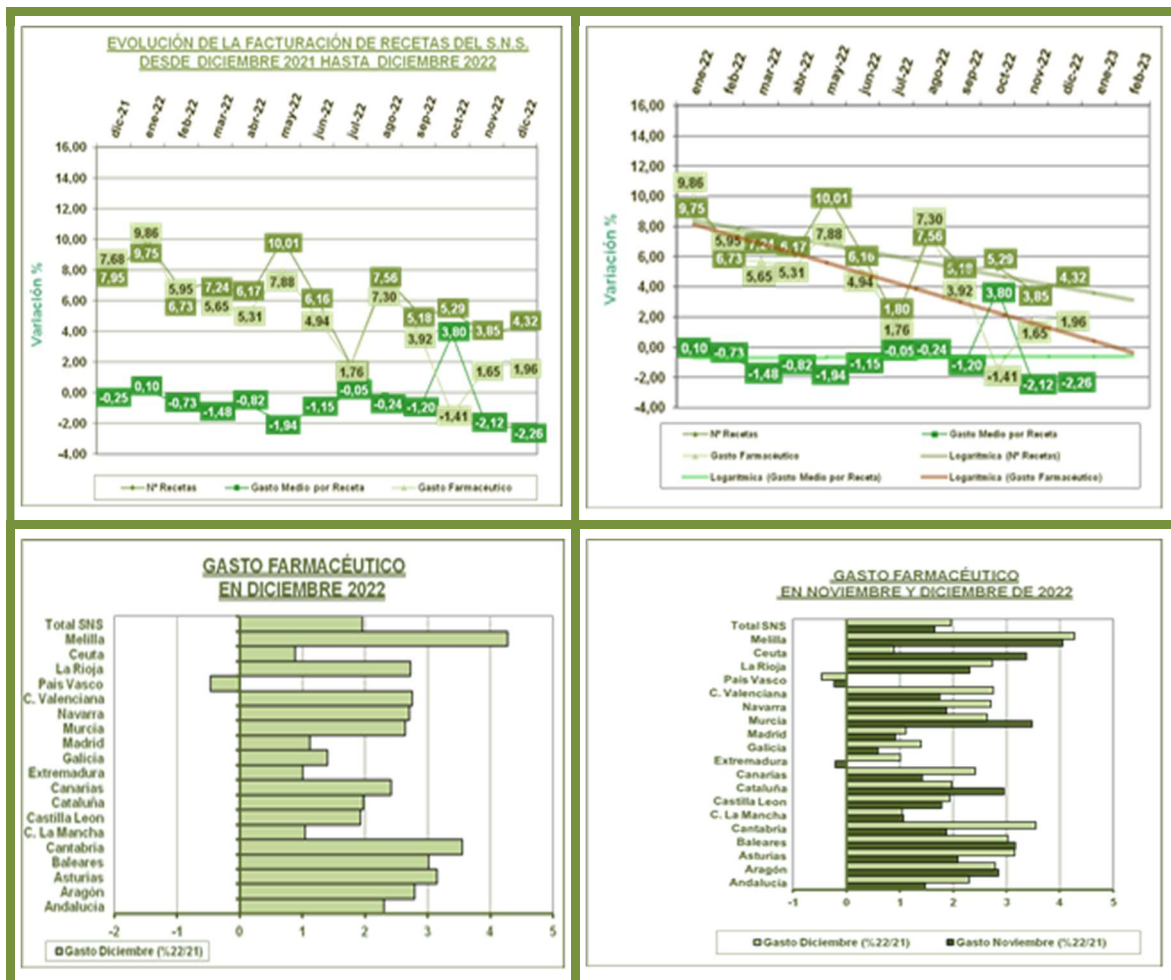 EVOLUCIÓN DE LA FACTURACIÓN DE RECETAS DEL S.N.S.
DESDE DICIEMBRE 2021 HASTA DICIEMBRE 2022
dic-21 ene-22 feb-22 mar-22 abr-22 may-22 jun-22 jul-22 ago-22 sep-22 oct-22 nov-22 dic-22
Variación %
16,00
14,00
12,00
10,00
8,00
6,00
4,00
2,00
0,00
-2,00
-4,00
7,68 9,86 5,95 5,65 5,31 7,88 4,94 1,76 7,30 3,92 -1,41 1,65 1,96
7,95 9,75 6,73 7,24 6,17 10,01 6,16 7,56 5,18 5,29 3,85 4,32
-0,25 0,10 -0,73 -1,48 -0,82 -1,94 -1,15 -0,05 -0,24 -1,20 3,80 -2,12 -2,26
Nº Recetas Gasto Medio por Receta Gasto Farmacéutico
ene-22 feb-22 mar-22 abr-22 may-22 jun-22 jul-22 ago-22 sep-22 oct-22 nov-22 dic-22 ene-23 feb-23
Variación %
16,00
14,00
12,00
10,00
8,00
6,00
4,00
2,00
0,00
-2,00
-4,00
9,86 5,95 5,65 5,31 7,88 4,94 1,76 7,30 3,92 -1,41 1,65 1,96
9,75 6,73 7,24 6,17 10,01 6,16 1,80 7,56 5,18 5,29 3,85 4,32
0,10 -0,73 -1,48 -0,82 -1,94 -1,15 -0,05 -0,24 -1,20 3,80 -2,12 -2,26
Nº Recetas Gasto Medio por Receta
Gasto Farmacéutico Logarítmica (Nº Recetas)
Logarítmica (Gasto Medio por Receta) Logarítmica (Gasto Farmacéutico)
GASTO FARMACÉUTICO
EN DICIEMBRE 2022
Total SNS
Melilla
Ceuta
La Rioja
País Vasco
C. Valenciana
Navarra
Murcia
Madrid
Galicia
Extremadura
Canarias
Cataluña
Castilla Leon
C. La Mancha
Cantabria
Baleares
Asturias
Aragón
Andalucía
-2 -1 0 1 2 3 4 5
Gasto Diciembre (%22/21)
GASTO FARMACÉUTICO
EN NOVIEMBRE Y DICIEMBRE DE 2022
Total SNS
Melilla
Ceuta
La Rioja
País Vasco
C. Valenciana
Navarra
Murcia
Madrid
Galicia
Extremadura
Canarias
Cataluña
Castilla Leon
C. La Mancha
Cantabria
Baleares
Asturias
Aragón
Andalucía
-1 0 1 2 3 4 5
Gasto Diciembre (%22/21) Gasto Noviembre (%22/21)